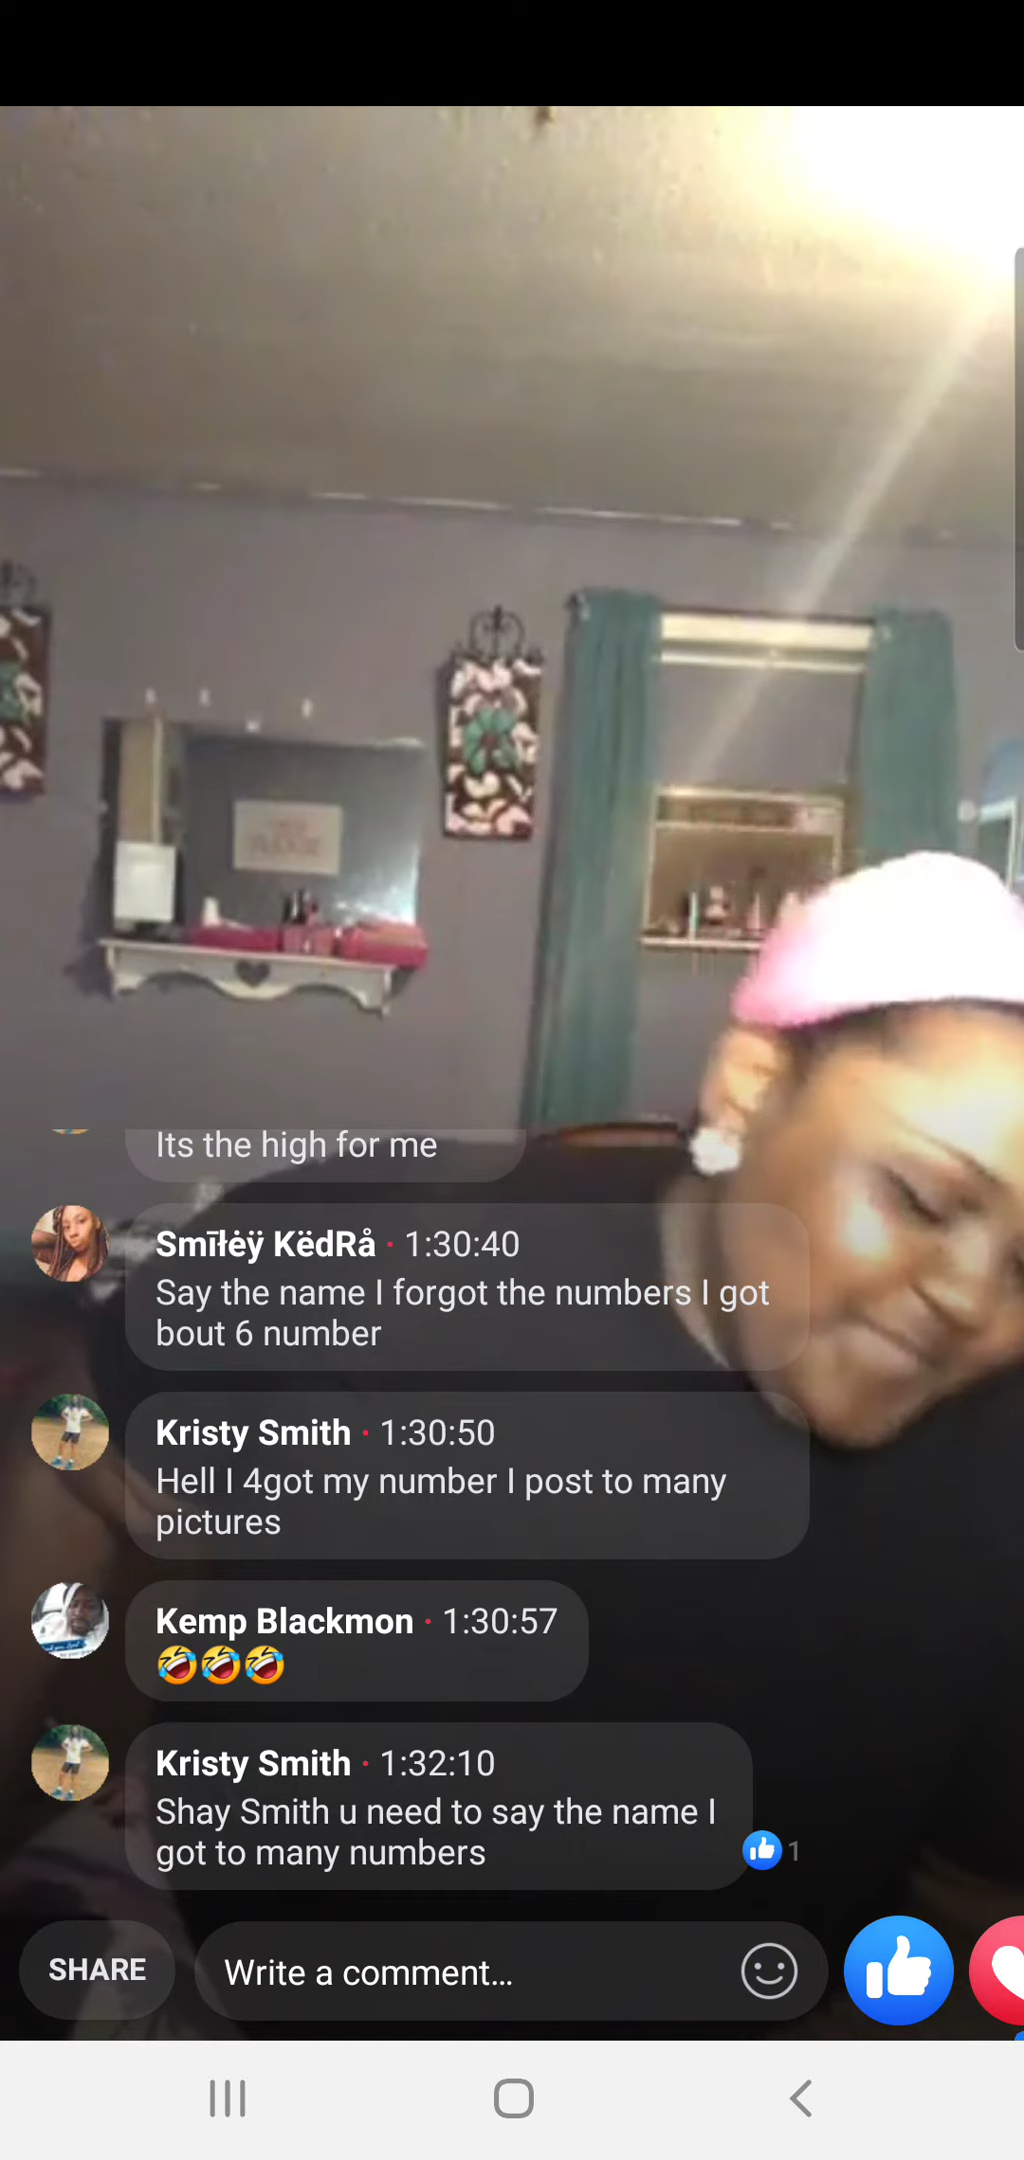 Its the high for me
Smīłėÿ KëdRå · 1:30:40
Say the name I forgot the numbers I got
bout 6 number
Kristy Smith · 1:30:50
Hell I 4got my number I post to many
pictures
Kemp Blackmon · 1:30:57
🤣🤣🤣
Kristy Smith · 1:32:10
Shay Smith u need to say the name I
got to many numbers
1
SHARE
Write a comment...